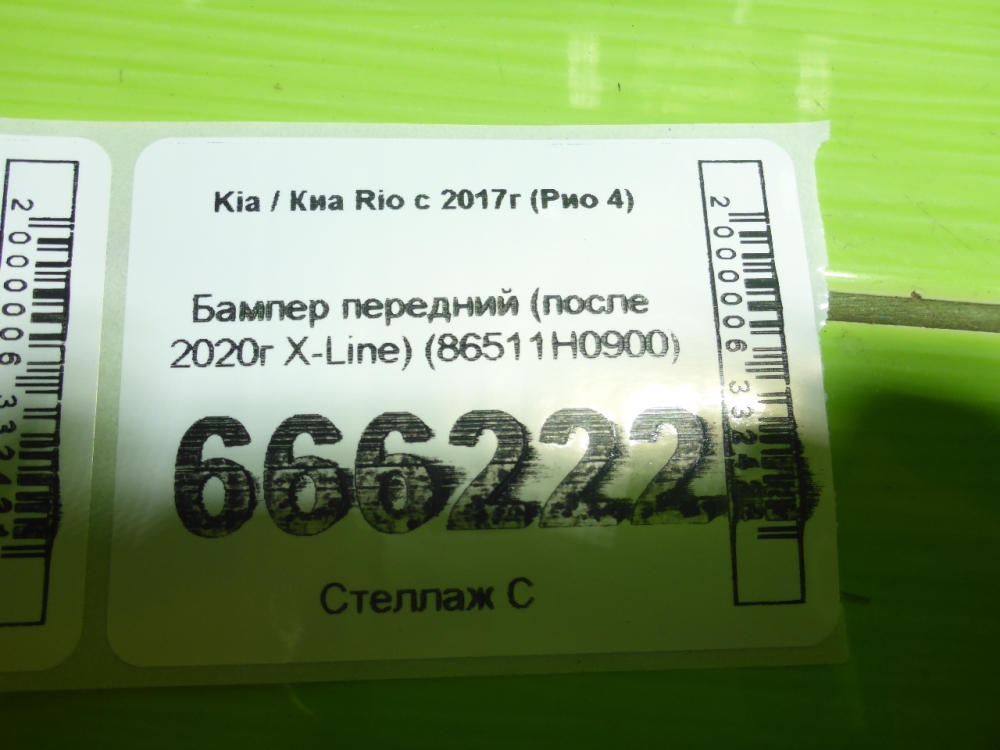 Kia / Киа Rio с 2017г (Рио 4)
Бампер передний (после
2020г X-Line) (86511H0900)
666222
Стеллаж C